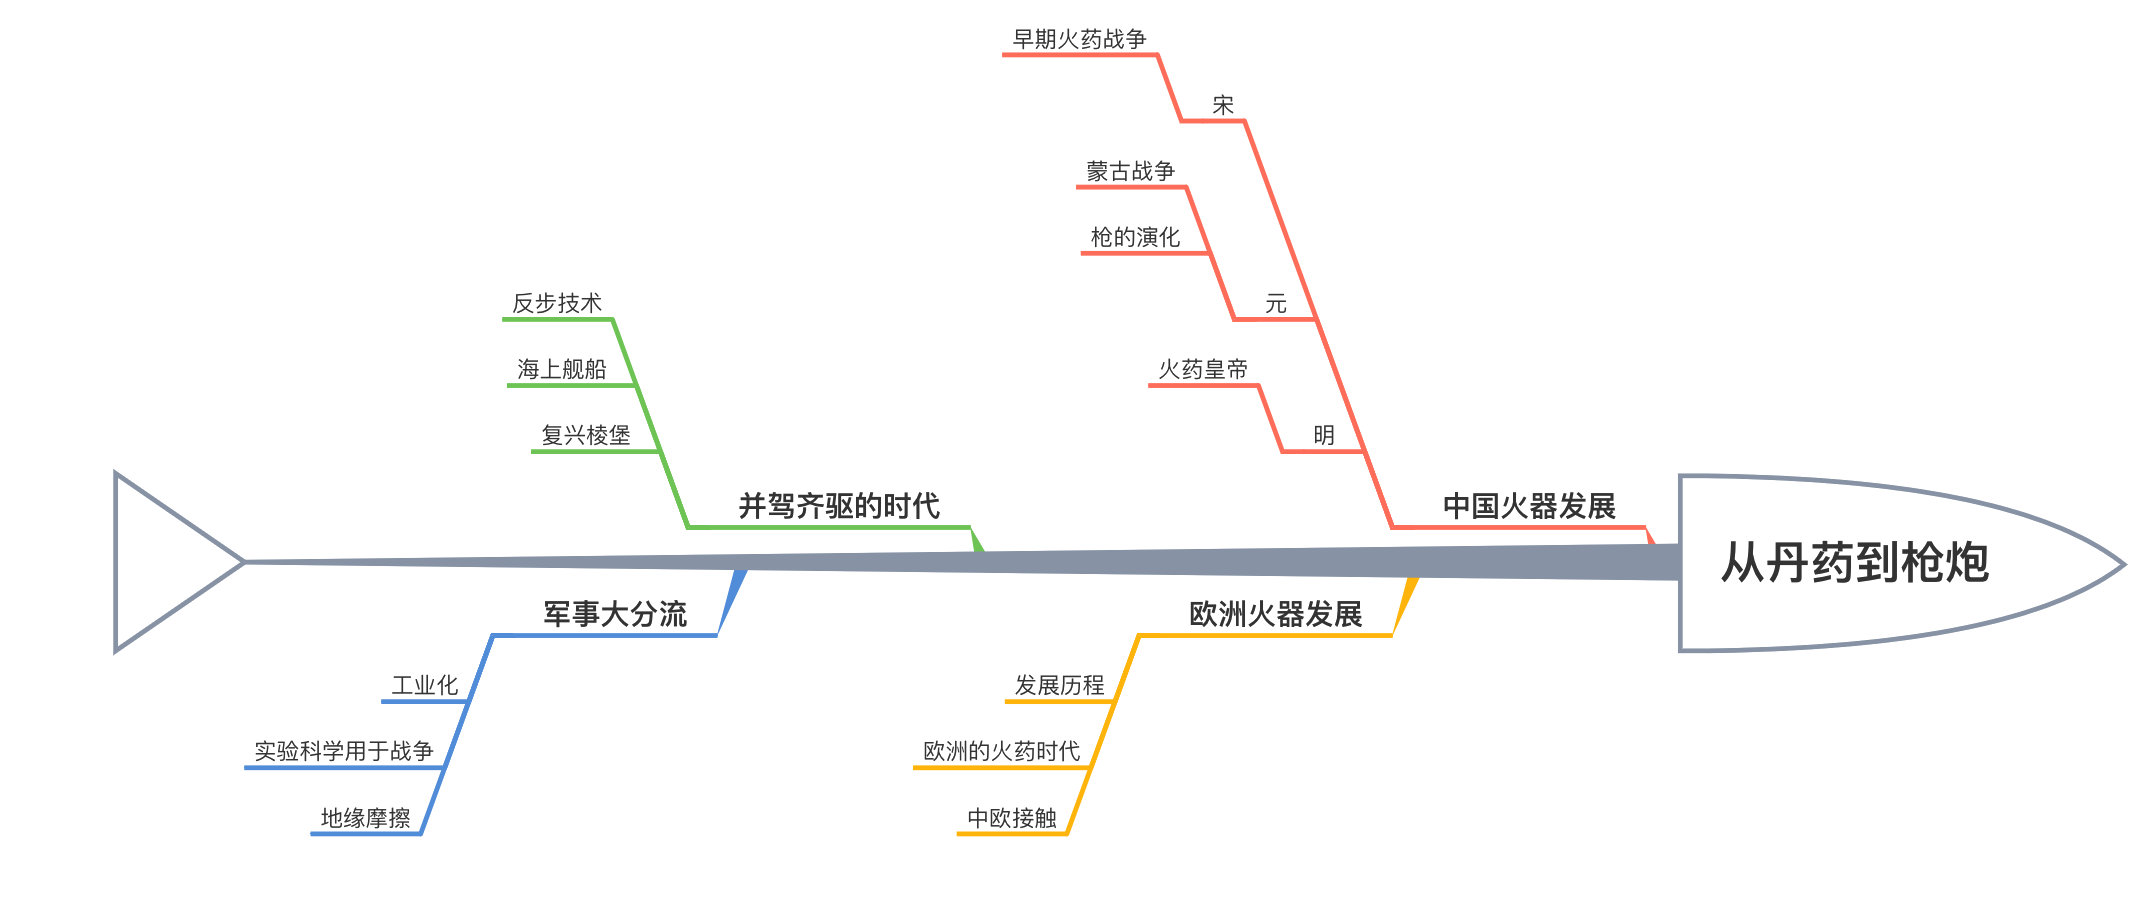 早期火药战争
宋
蒙古战争
枪的演化
元
火药皇帝
明
中国火器发展
反步技术
海上舰船
复兴棱堡
并驾齐驱的时代
从丹药到枪炮
军事大分流
工业化
实验科学用于战争
地缘摩擦
欧洲火器发展
发展历程
欧洲的火药时代
中欧接触